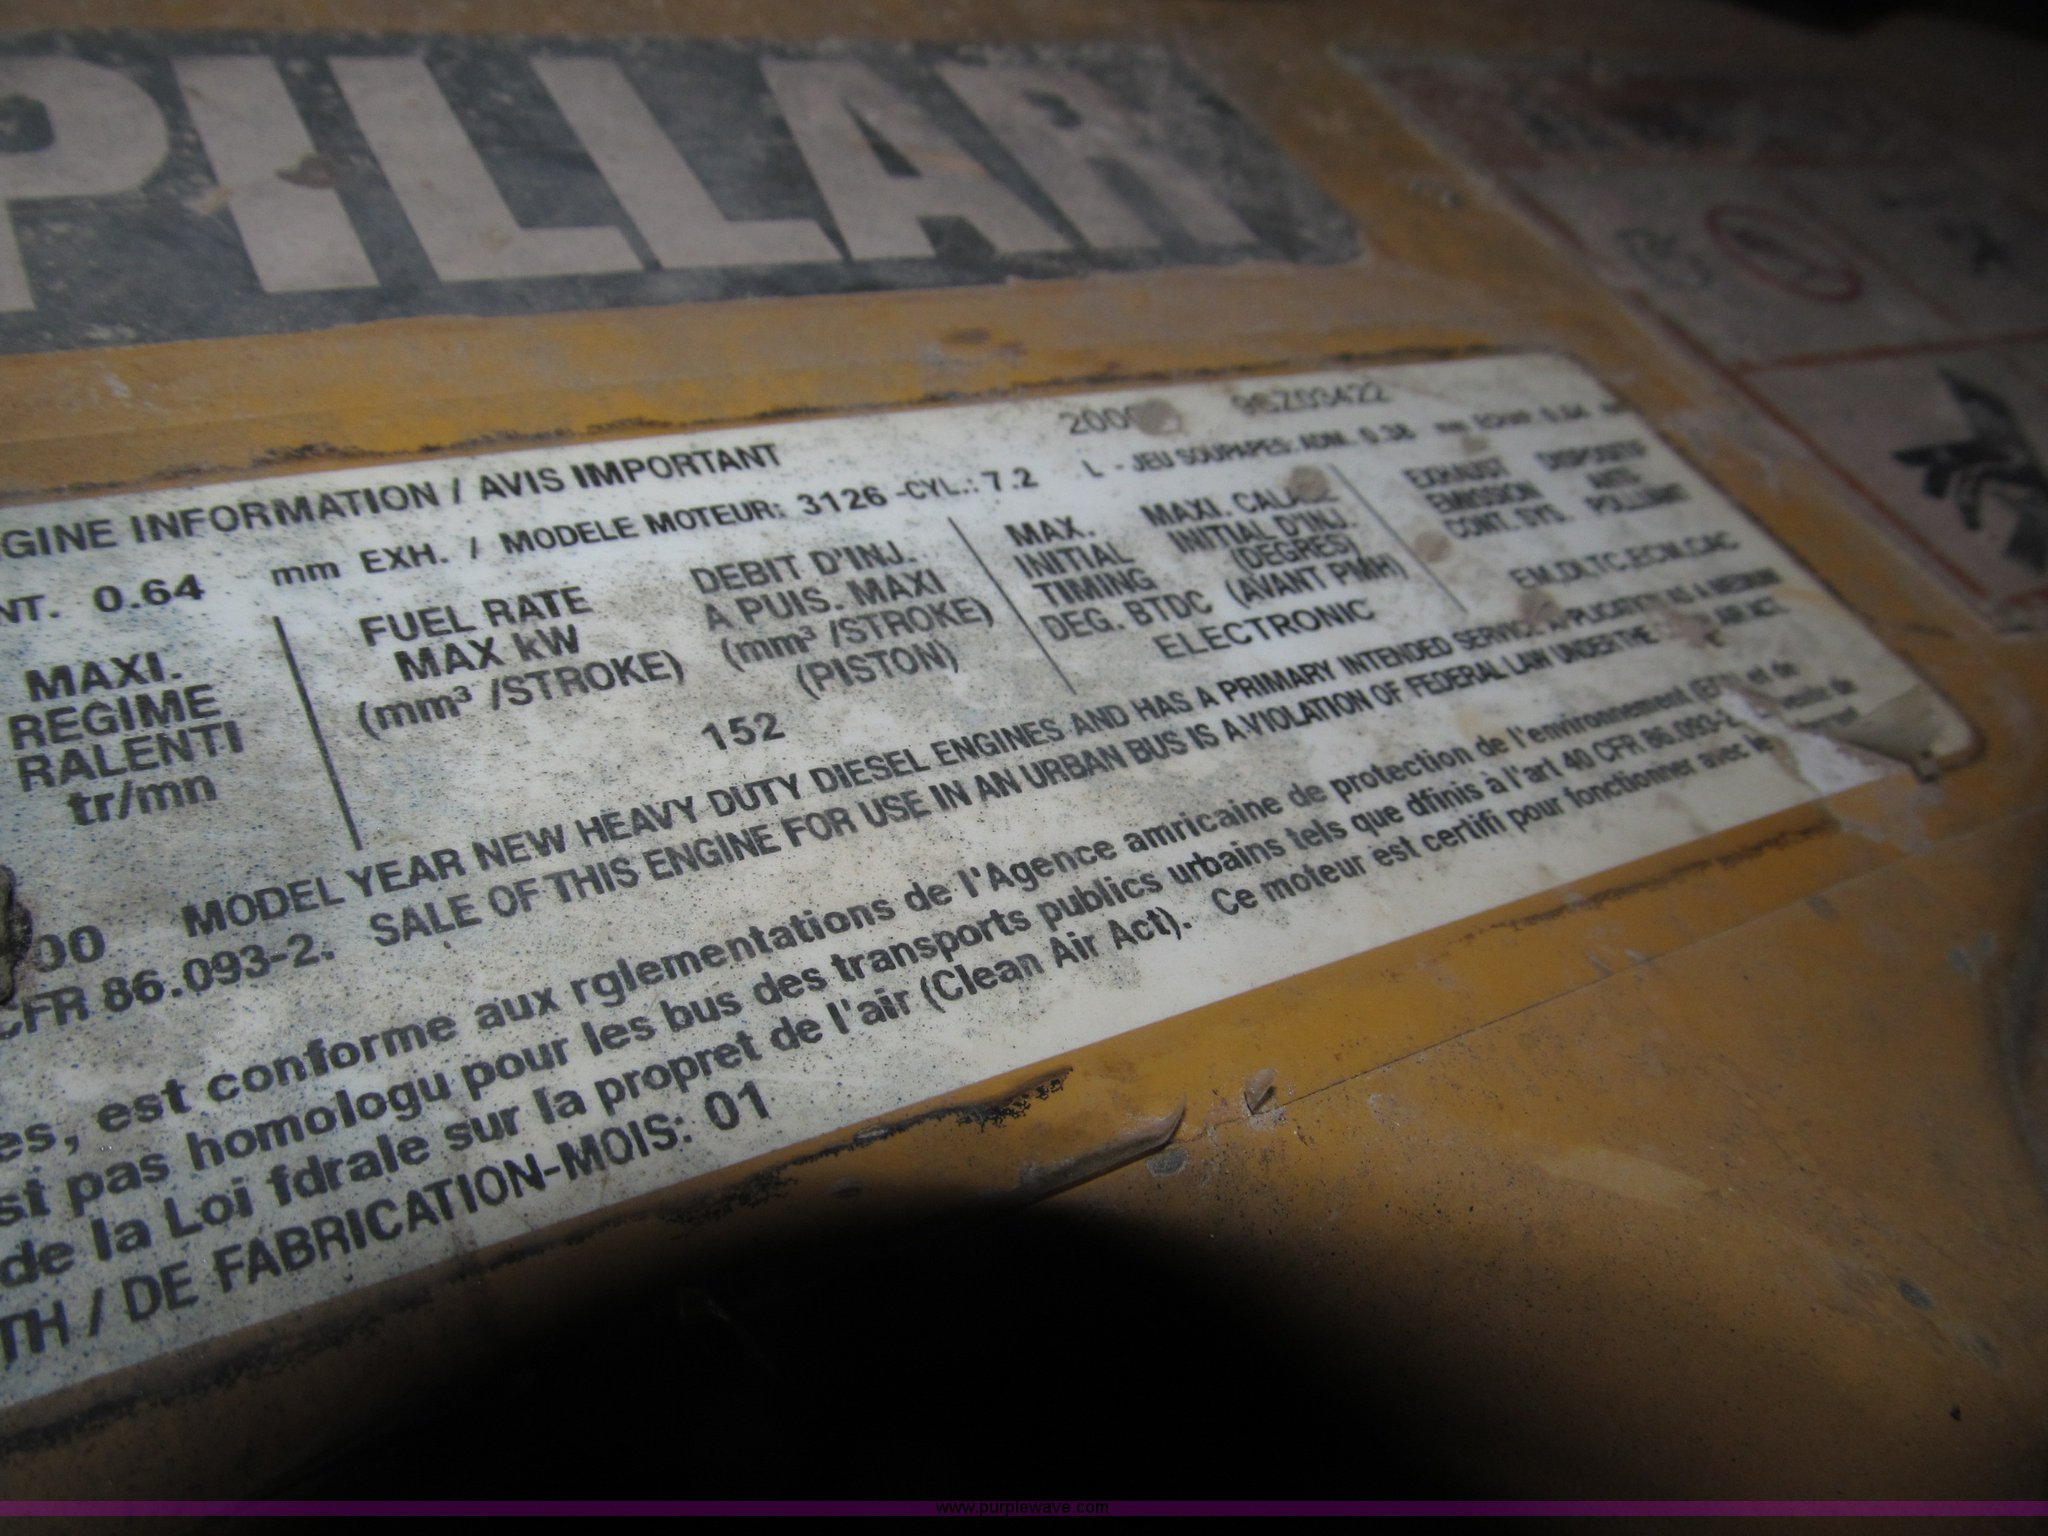 PILLAR
GINE INFORMATION / AVIS IMPORTANT
NT. 0.64 mm EXH. / MODELE MOTEUR: 3126 -CYL.: 7.2 L - JEU SOUPAPES: ADM. 0.38 mm 0.64
MAXI.
REGIME
RALENTI
tr/mn
FUEL RATE
MAX kW
(mm³ /STROKE)
DEBIT D'INJ.
A PUIS. MAXI
(mm³ /STROKE)
(PISTON)
152
MAX.
INITIAL
TIMING
DEG. BTDC
MAXI.
INITIAL D'INJ.
(DEGRES)
(AVANT PMH)
ELECTRONIC
EXHAUST
EMISSION
CONT. SYS.
DISPOSITIF
ANTI-
POLLUANT
EM,DI,TC,ECM,CAC
00 MODEL YEAR NEW HEAVY DUTY DIESEL ENGINES AND HAS A PRIMARY INTENDED SERVICE APPLICATION AS A MEDIUM
CFR 86.093-2. SALE OF THIS ENGINE FOR USE IN AN URBAN BUS IS A VIOLATION OF FEDERAL LAW UNDER THE AIR ACT.
es, est conforme aux rglementations de l'Agence amricaine de protection de l'environnement et de
st pas homologu pour les bus des transports publics urbains tels que dfinis à l'art 40 CFR 86.093-2 de
de la Loi fdrale sur la propret de l'air (Clean Air Act). Ce moteur est certifi pour fonctionner avec le
TH / DE FABRICATION-MOIS: 01
www.purplewave.com